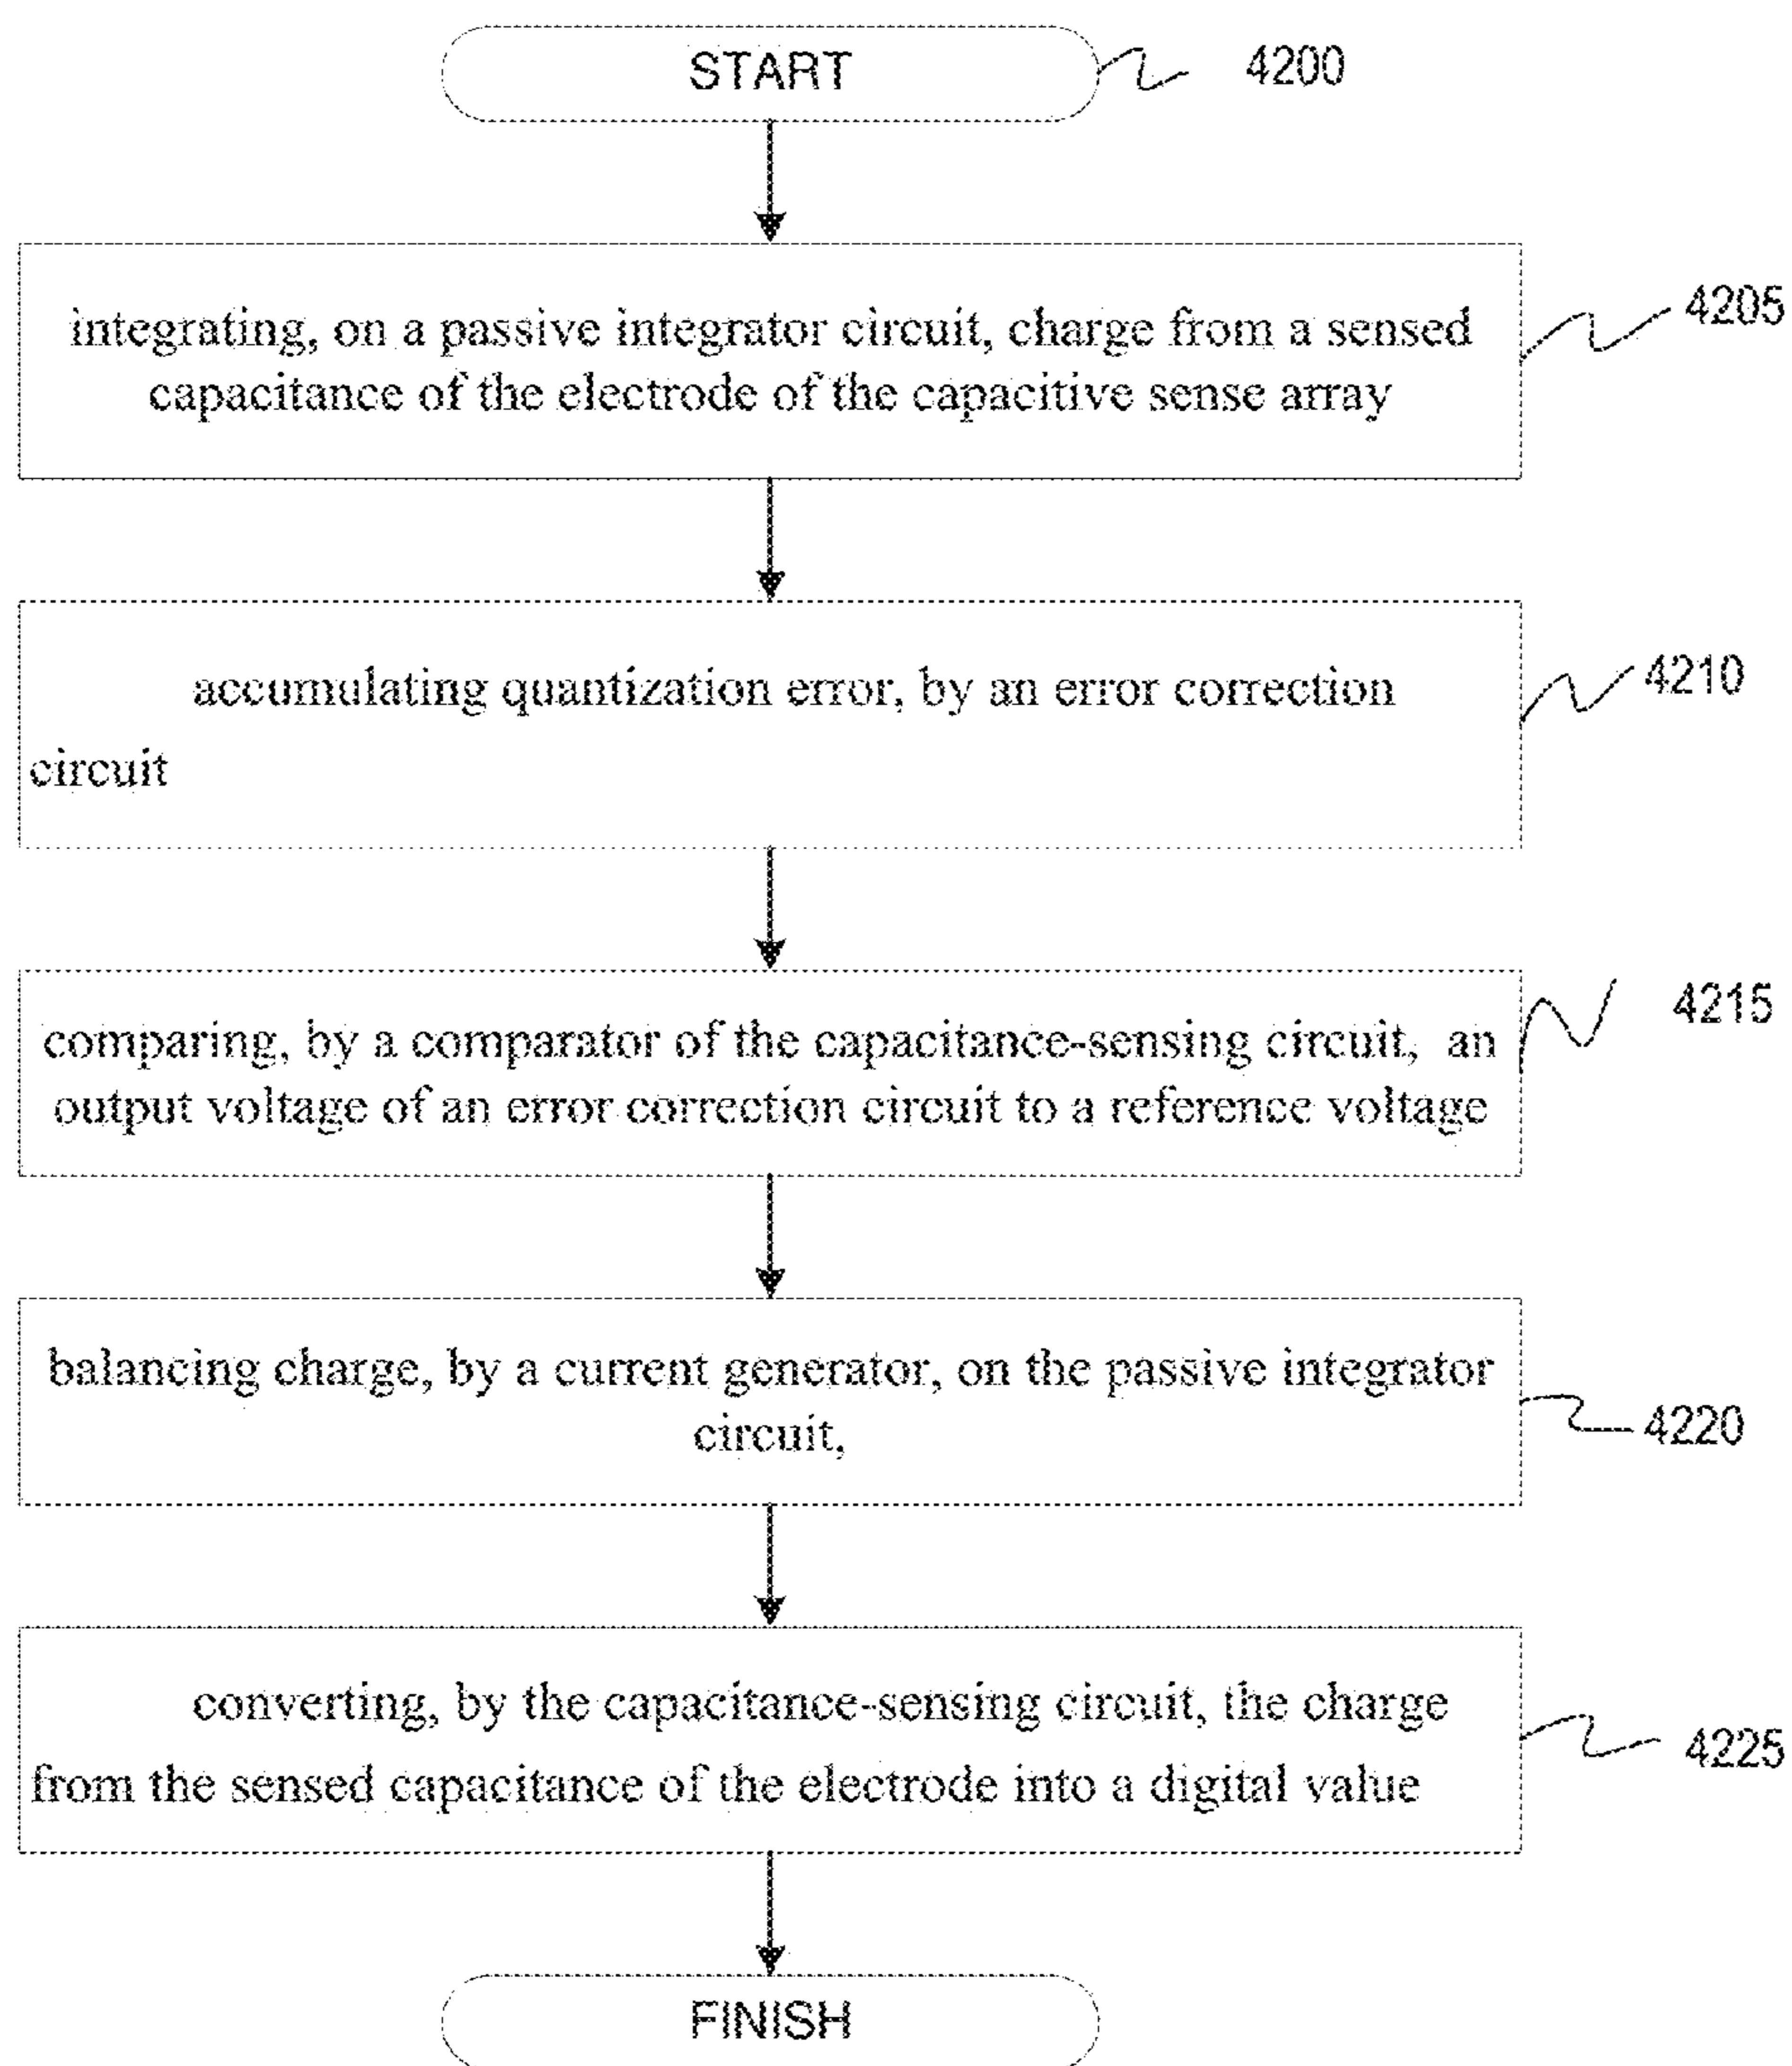 START
4200
integrating, on a passive integrator circuit, charge from a sensed
capacitance of the electrode of the capacitive sense array
4205
accumulating quantization error, by an error correction
circuit
4210
comparing, by a comparator of the capacitance-sensing circuit, an
output voltage of an error correction circuit to a reference voltage
4215
balancing charge, by a current generator, on the passive integrator
circuit,
4220
converting, by the capacitance-sensing circuit, the charge
from the sensed capacitance of the electrode into a digital value
4225
FINISH